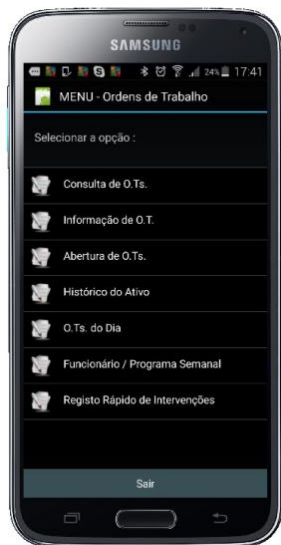 SAMSUNG
24% 17:41
MENU - Ordens de Trabalho
Selecionar a opção :
Consulta de O.Ts.
Informação de O.T.
Abertura de O.Ts.
Histórico do Ativo
O.Ts. do Dia
Funcionário / Programa Semanal
Registo Rápido de Intervenções
Sair